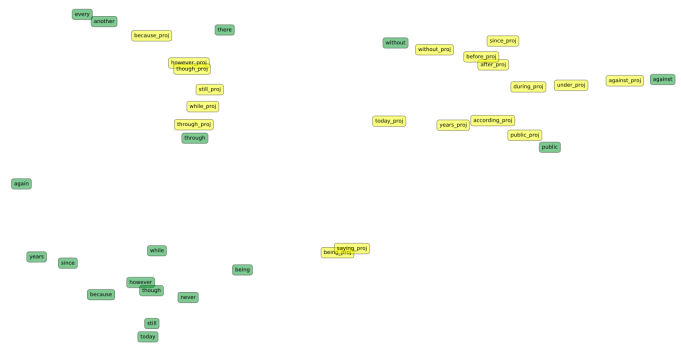 every
another
there
because_proj
without
since_proj
without_proj
before_proj
after_proj
however_proj
though_proj
still_proj
during_proj
under_proj
against_proj
against
while_proj
through_proj
through
today_proj
years_proj
according_proj
public_proj
public
again
while
years
since
being
being_proj
saying_proj
because
however
though
never
still
today